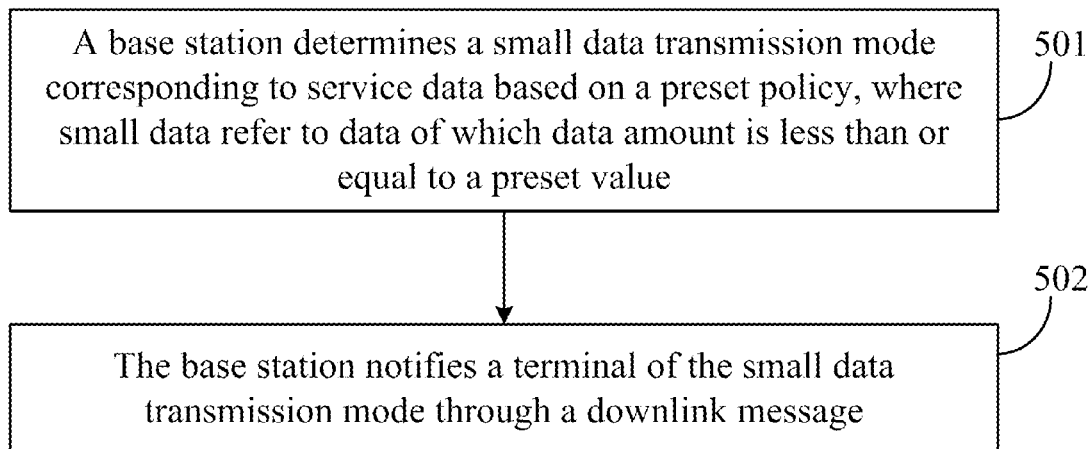 A base station determines a small data transmission mode
corresponding to service data based on a preset policy, where
small data refer to data of which data amount is less than or
equal to a preset value
501
The base station notifies a terminal of the small data
transmission mode through a downlink message
502